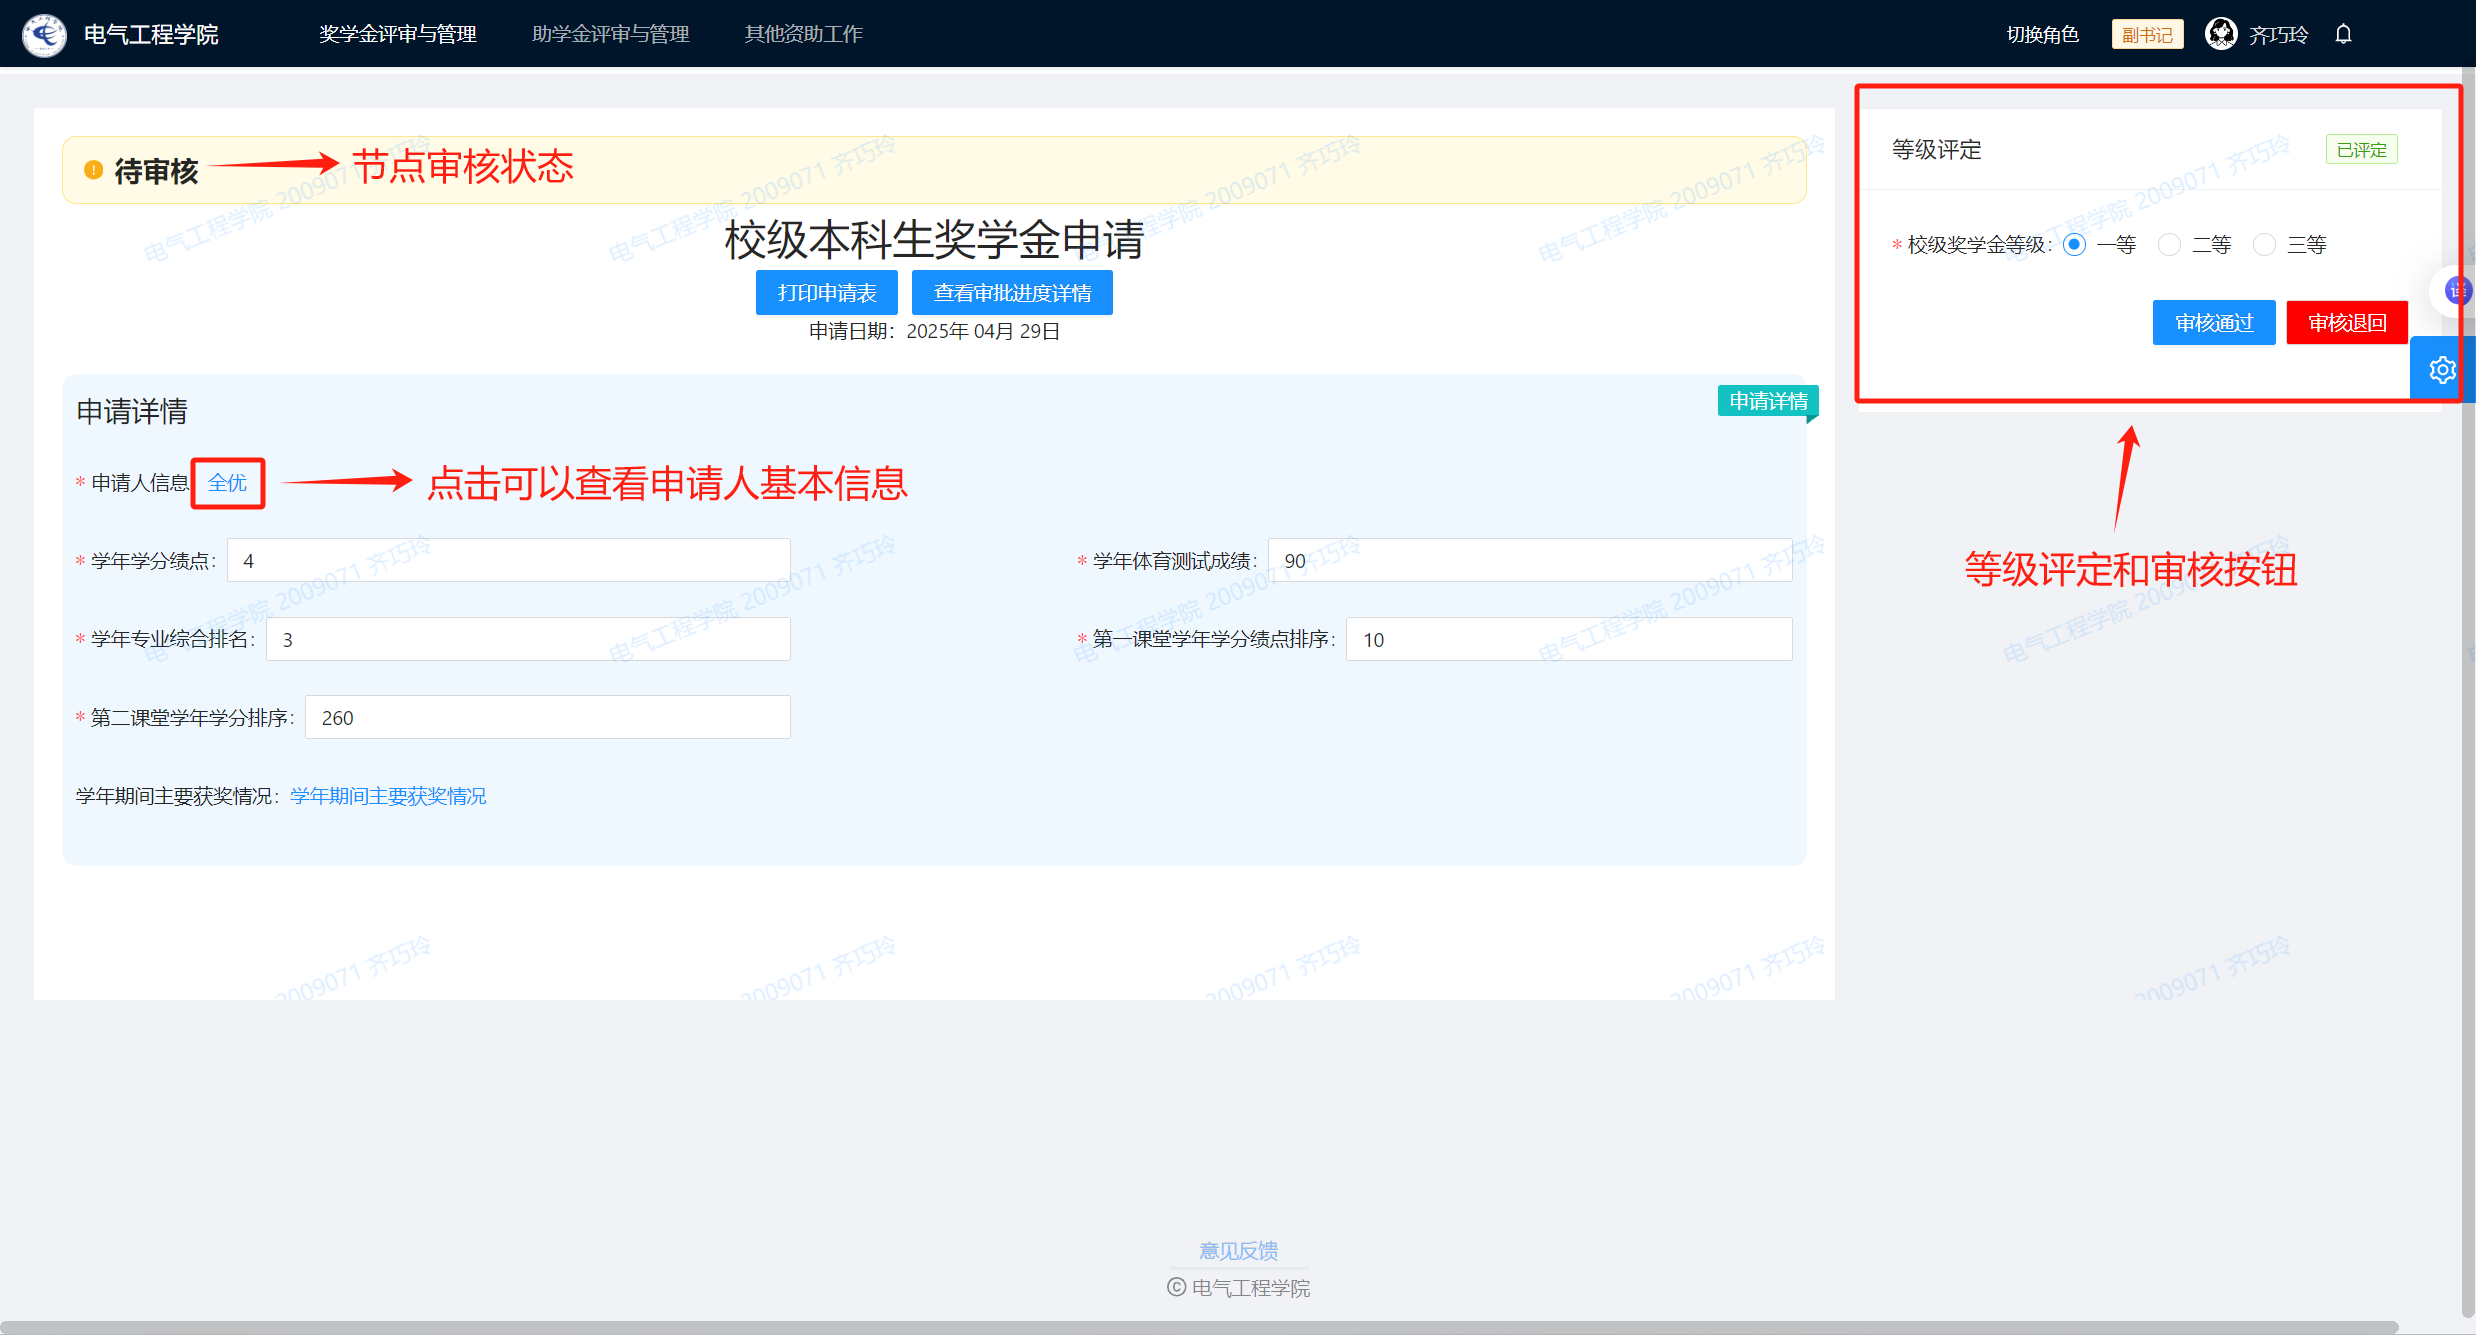 电气工程学院
奖学金评审与管理
助学金评审与管理
其他资助工作
切换角色
副书记
齐巧玲
待审核
节点审核状态
校级本科生奖学金申请
打印申请表
查看审批进度详情
申请日期：2025年 04月 29日
申请详情
申请详情
* 申请人信息 全优
点击可以查看申请人基本信息
* 学年学分绩点： 4
* 学年体育测试成绩： 90
* 学年专业综合排名： 3
* 第一课堂学年学分绩点排序： 10
* 第二课堂学年学分排序： 260
学年期间主要获奖情况： 学年期间主要获奖情况
等级评定
已评定
* 校级奖学金等级： 一等 二等 三等
审核通过
审核退回
译
等级评定和审核按钮
电气工程学院 2009071 齐巧玲
意见反馈
© 电气工程学院